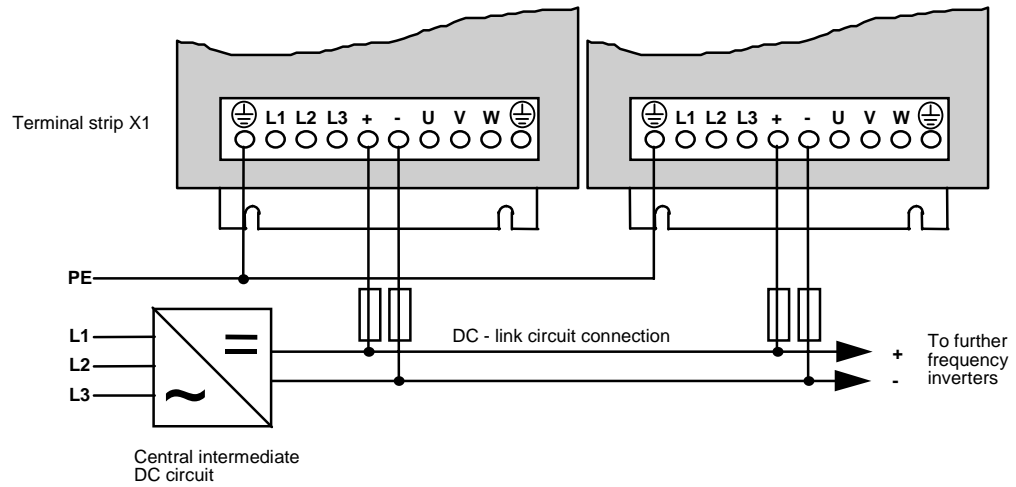 Terminal strip X1
L1 L2 L3 + - U V W
L1 L2 L3 + - U V W
PE
L1
L2
L3
DC - link circuit connection
+
-
To further
frequency
inverters
Central intermediate
DC circuit